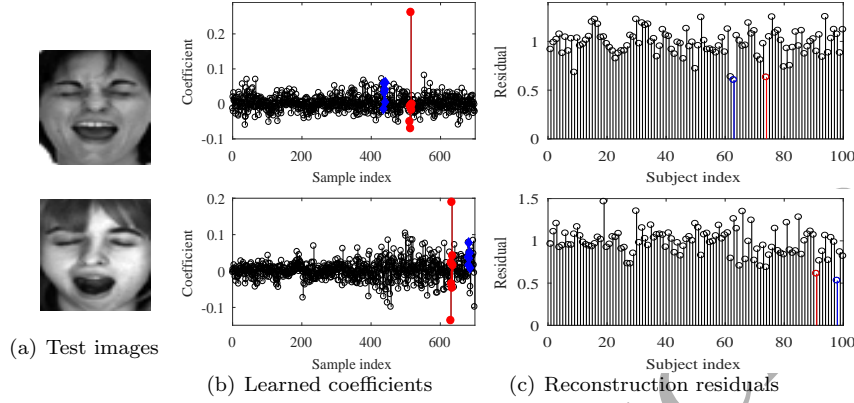 0.2
0.1
0
-0.1
Coefficient
0 200 400 600
Sample index
1
0.5
0
Residual
0 20 40 60 80 100
Subject index
0.2
0.1
0
-0.1
Coefficient
0 200 400 600
Sample index
1.5
1
0.5
0
Residual
0 20 40 60 80 100
Subject index
(a) Test images
(b) Learned coefficients
(c) Reconstruction residuals